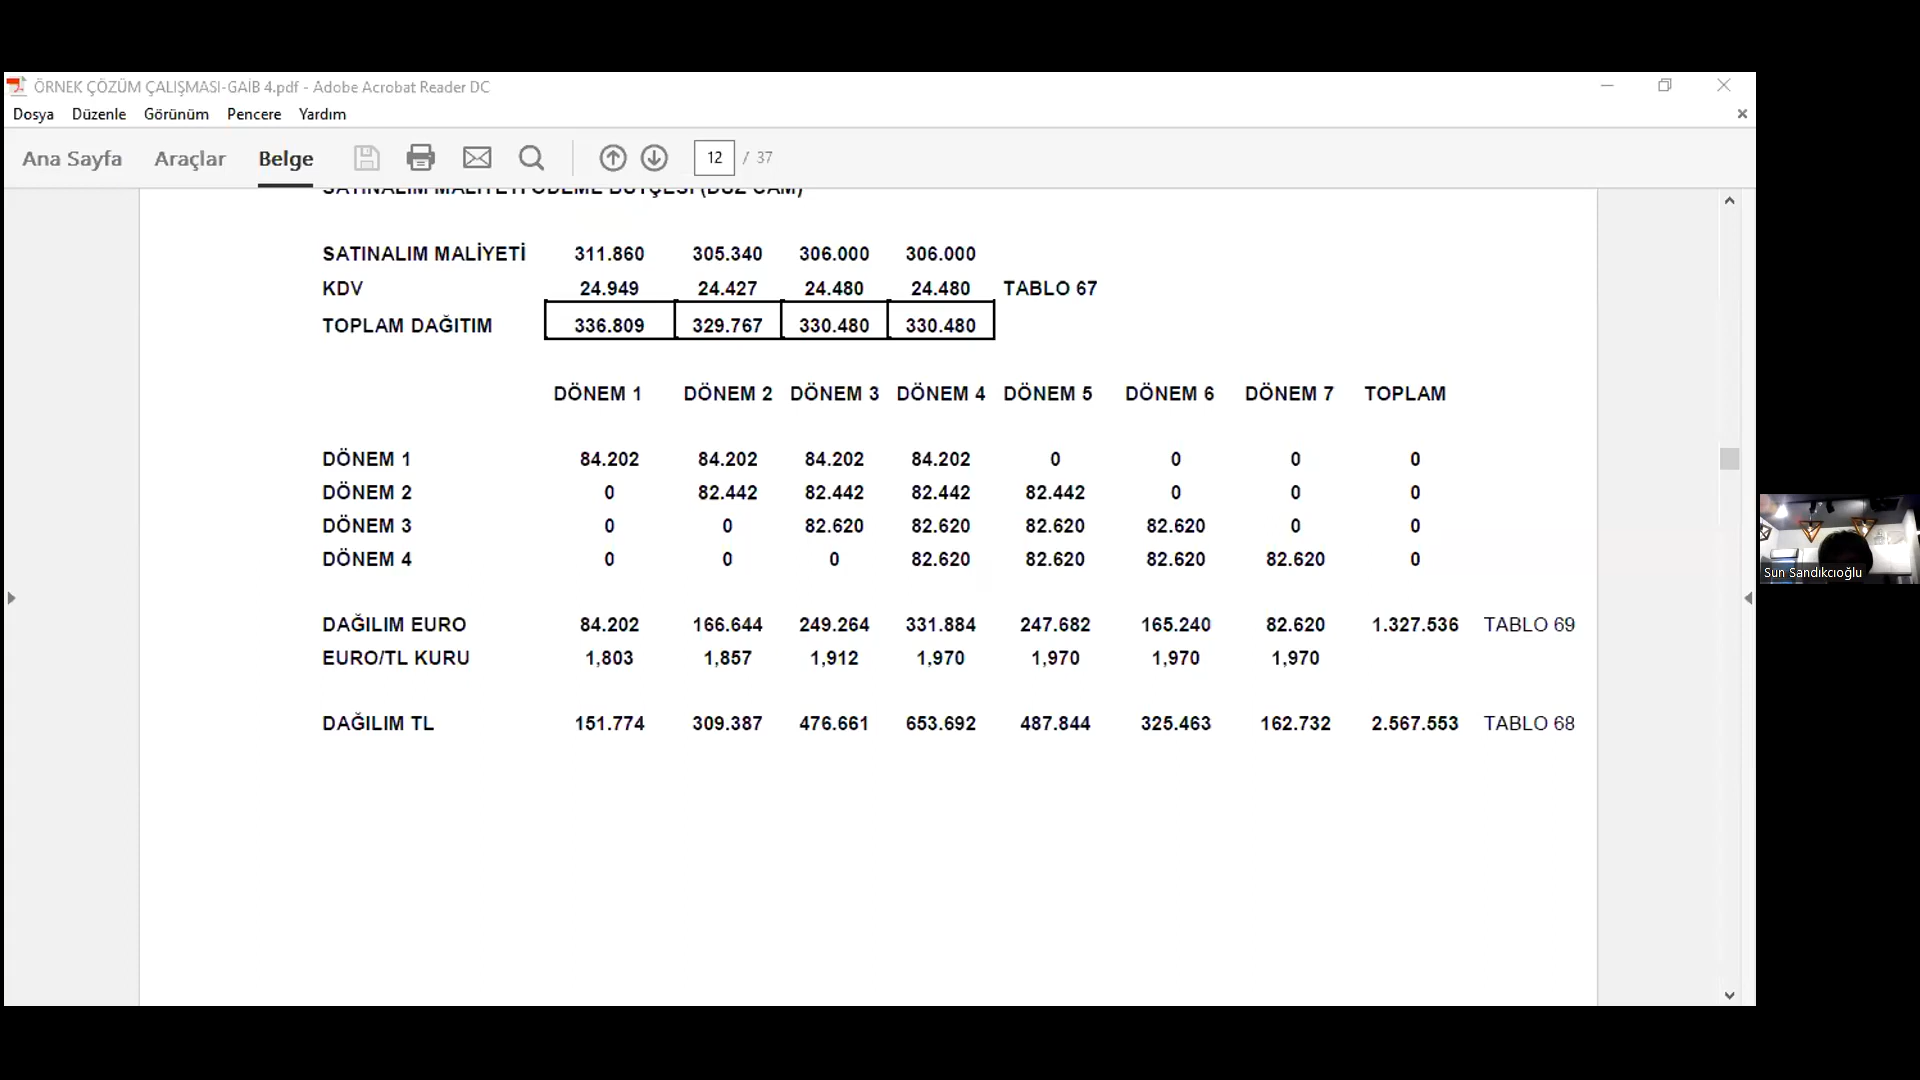 ÖRNEK ÇÖZÜM ÇALIŞMASI-GAİB 4.pdf - Adobe Acrobat Reader DC
Dosya Düzenle Görünüm Pencere Yardım
Ana Sayfa Araçlar Belge 12 / 37
SATINALIM MALİYETİ ÖDEME BÜTÇESİ (DÜZ CAM)
SATINALIM MALİYETİ 311.860 305.340 306.000 306.000
KDV 24.949 24.427 24.480 24.480 TABLO 67
TOPLAM DAĞITIM 336.809 329.767 330.480 330.480
DÖNEM 1 DÖNEM 2 DÖNEM 3 DÖNEM 4 DÖNEM 5 DÖNEM 6 DÖNEM 7 TOPLAM
DÖNEM 1 84.202 84.202 84.202 84.202 0 0 0 0
DÖNEM 2 0 82.442 82.442 82.442 82.442 0 0 0
DÖNEM 3 0 0 82.620 82.620 82.620 82.620 0 0
DÖNEM 4 0 0 0 82.620 82.620 82.620 82.620 0
DAĞILIM EURO 84.202 166.644 249.264 331.884 247.682 165.240 82.620 1.327.536 TABLO 69
EURO/TL KURU 1,803 1,857 1,912 1,970 1,970 1,970 1,970
DAĞILIM TL 151.774 309.387 476.661 653.692 487.844 325.463 162.732 2.567.553 TABLO 68
Sun Sandıkcıoğlu